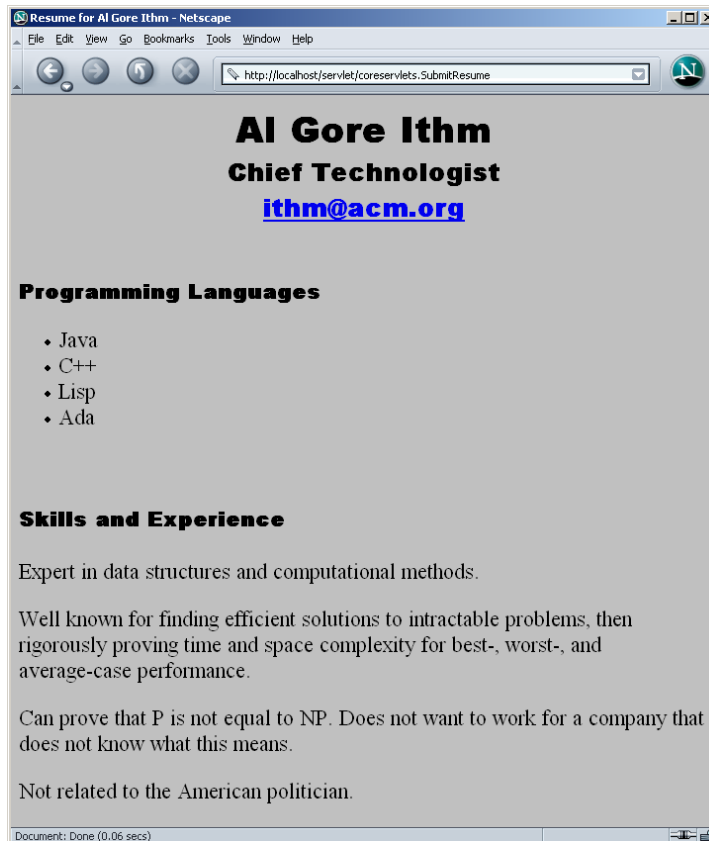 Resume for Al Gore Ithm - Netscape
File Edit View Go Bookmarks Tools Window Help
http://localhost/servlet/coreservlets.SubmitResume
N
Al Gore Ithm
Chief Technologist
ithm@acm.org
Programming Languages
• Java
• C++
• Lisp
• Ada
Skills and Experience
Expert in data structures and computational methods.
Well known for finding efficient solutions to intractable problems, then
rigorously proving time and space complexity for best-, worst-, and
average-case performance.
Can prove that P is not equal to NP. Does not want to work for a company that
does not know what this means.
Not related to the American politician.
Document: Done (0.06 secs)